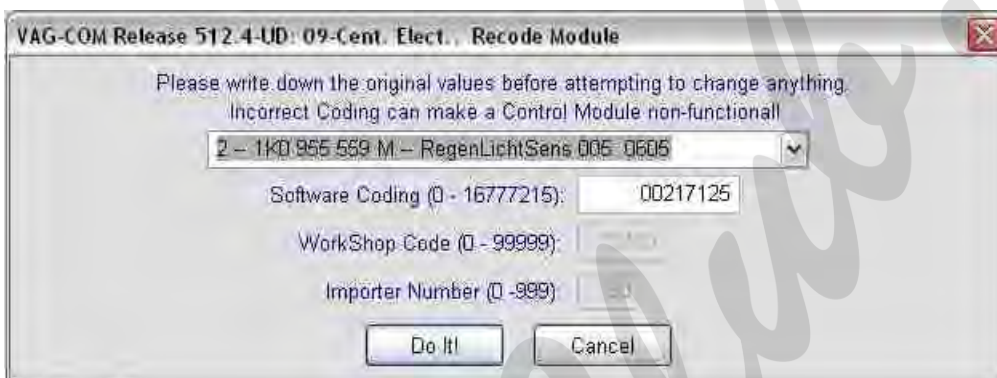 VAG-COM Release 512.4-UD: 09-Cent. Elect., Recode Module
Please write down the original values before attempting to change anything.
Incorrect Coding can make a Control Module non-functional!
2 – 1K0 955 559 M – RegenLichtSens 005 0605
Software Coding (0 - 16777215):
00217125
WorkShop Code (0 - 99999):
Importer Number (0 -999)
Do It!
Cancel